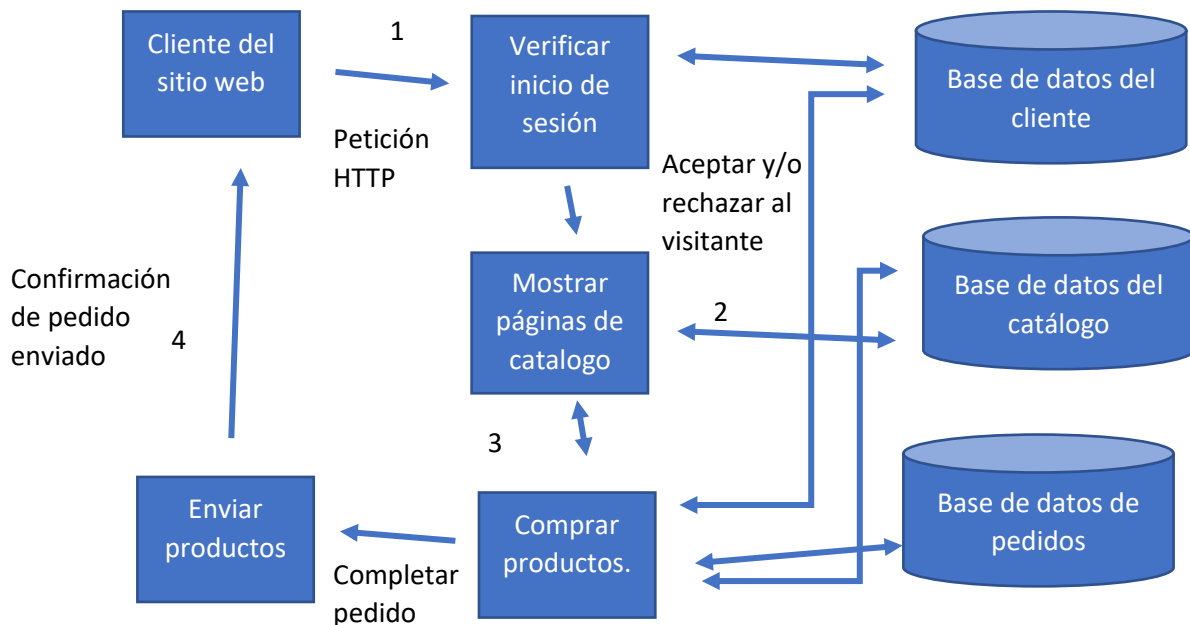 Cliente del
sitio web
1
Petición
HTTP
Verificar
inicio de
sesión
Base de datos del
cliente
Aceptar y/o
rechazar al
visitante
Mostrar
páginas de
catalogo
2
Base de datos del
catálogo
Confirmación
de pedido
enviado
4
3
Enviar
productos
Completar
pedido
Comprar
productos.
Base de datos de
pedidos